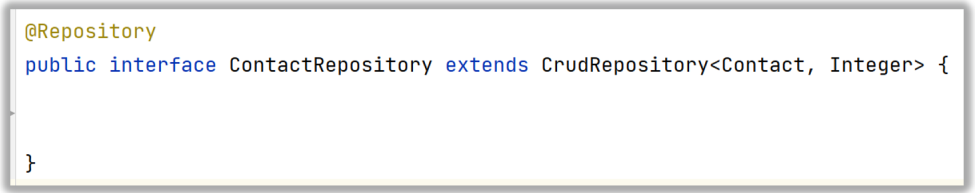 @Repository
public interface ContactRepository extends CrudRepository<Contact, Integer> {
}